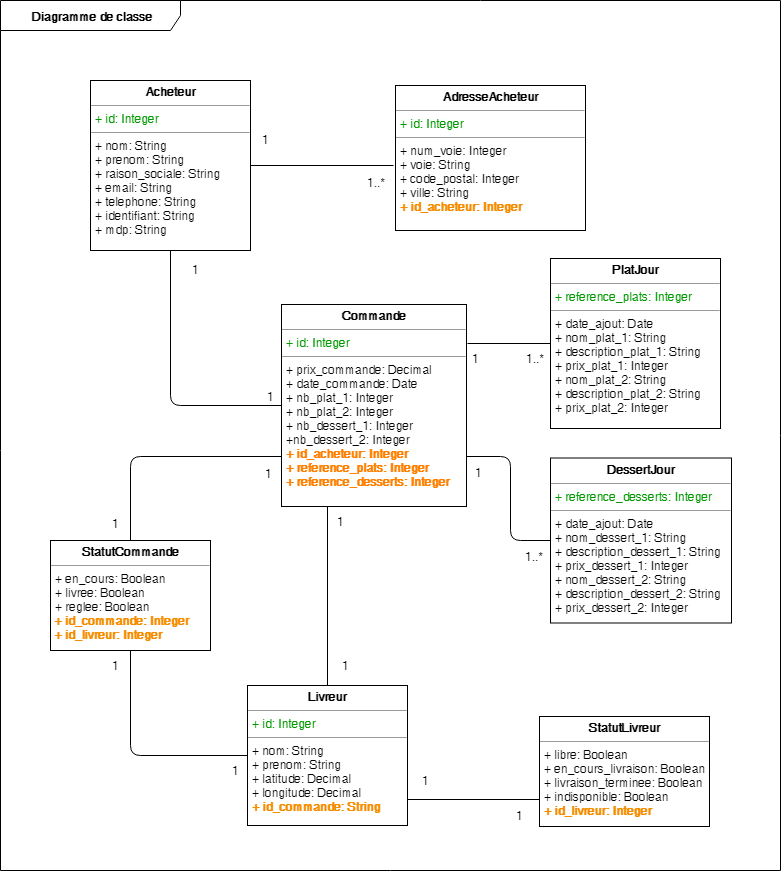 Diagramme de classe
Acheteur
+ id: Integer
+ nom: String
+ prenom: String
+ raison_sociale: String
+ email: String
+ telephone: String
+ identifiant: String
+ mdp: String
1
1..*
AdresseAcheteur
+ id: Integer
+ num_voie: Integer
+ voie: String
+ code_postal: Integer
+ ville: String
+ id_acheteur: Integer
1
1
Commande
+ id: Integer
+ prix_commande: Decimal
+ date_commande: Date
+ nb_plat_1: Integer
+ nb_plat_2: Integer
+ nb_dessert_1: Integer
+nb_dessert_2: Integer
+ id_acheteur: Integer
+ reference_plats: Integer
+ reference_desserts: Integer
1
1..*
PlatJour
+ reference_plats: Integer
+ date_ajout: Date
+ nom_plat_1: String
+ description_plat_1: String
+ prix_plat_1: Integer
+ nom_plat_2: String
+ description_plat_2: String
+ prix_plat_2: Integer
1
1..*
DessertJour
+ reference_desserts: Integer
+ date_ajout: Date
+ nom_dessert_1: String
+ description_dessert_1: String
+ prix_dessert_1: Integer
+ nom_dessert_2: String
+ description_dessert_2: String
+ prix_dessert_2: Integer
1
1
StatutCommande
+ en_cours: Boolean
+ livree: Boolean
+ reglee: Boolean
+ id_commande: Integer
+ id_livreur: Integer
1
1
1
1
Livreur
+ id: Integer
+ nom: String
+ prenom: String
+ latitude: Decimal
+ longitude: Decimal
+ id_commande: String
1
1
StatutLivreur
+ libre: Boolean
+ en_cours_livraison: Boolean
+ livraison_terminee: Boolean
+ indisponible: Boolean
+ id_livreur: Integer